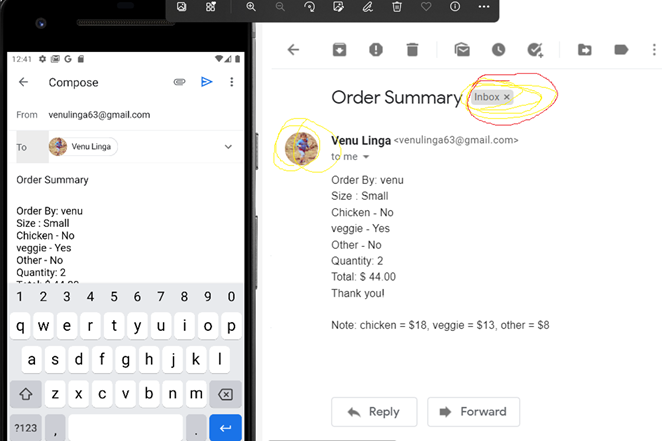 12:41
Compose
From venulinga63@gmail.com
To Venu Linga
Order Summary
Order By: venu
Size : Small
Chicken - No
veggie - Yes
Other - No
Quantity: 2
Total: $ 44.00
1 2 3 4 5 6 7 8 9 0
q w e r t y u i o p
a s d f g h j k l
z x c v b n m
?123 , .
Order Summary Inbox ×
Venu Linga <venulinga63@gmail.com>
to me
Order By: venu
Size : Small
Chicken - No
veggie - Yes
Other - No
Quantity: 2
Total: $ 44.00
Thank you!
Note: chicken = $18, veggie = $13, other = $8
Reply Forward